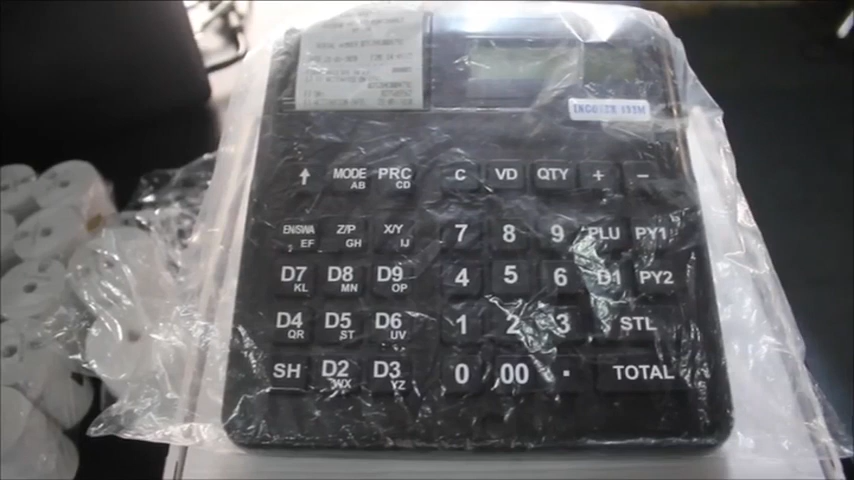 INCOTEX 133M
↑ MODE PRC C VD QTY + -
AB CD
EN/SWA Z/P X/Y 7 8 9 PLU PY1
EF GH IJ
D7 D8 D9 4 5 6 D1 PY2
KL MN OP
D4 D5 D6 1 2 3 STL
QR ST UV
SH D2 D3 0 00 . TOTAL
WX YZ